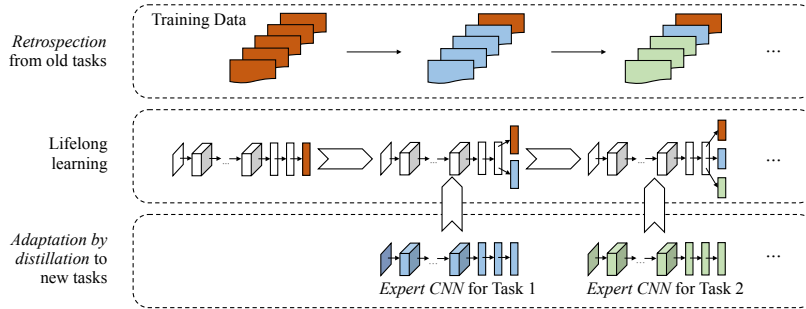 Training Data
Retrospection
from old tasks
...
Lifelong
learning
...
...
...
...
...
...
Adaptation by
distillation to
new tasks
...
...
...
Expert CNN for Task 1
Expert CNN for Task 2